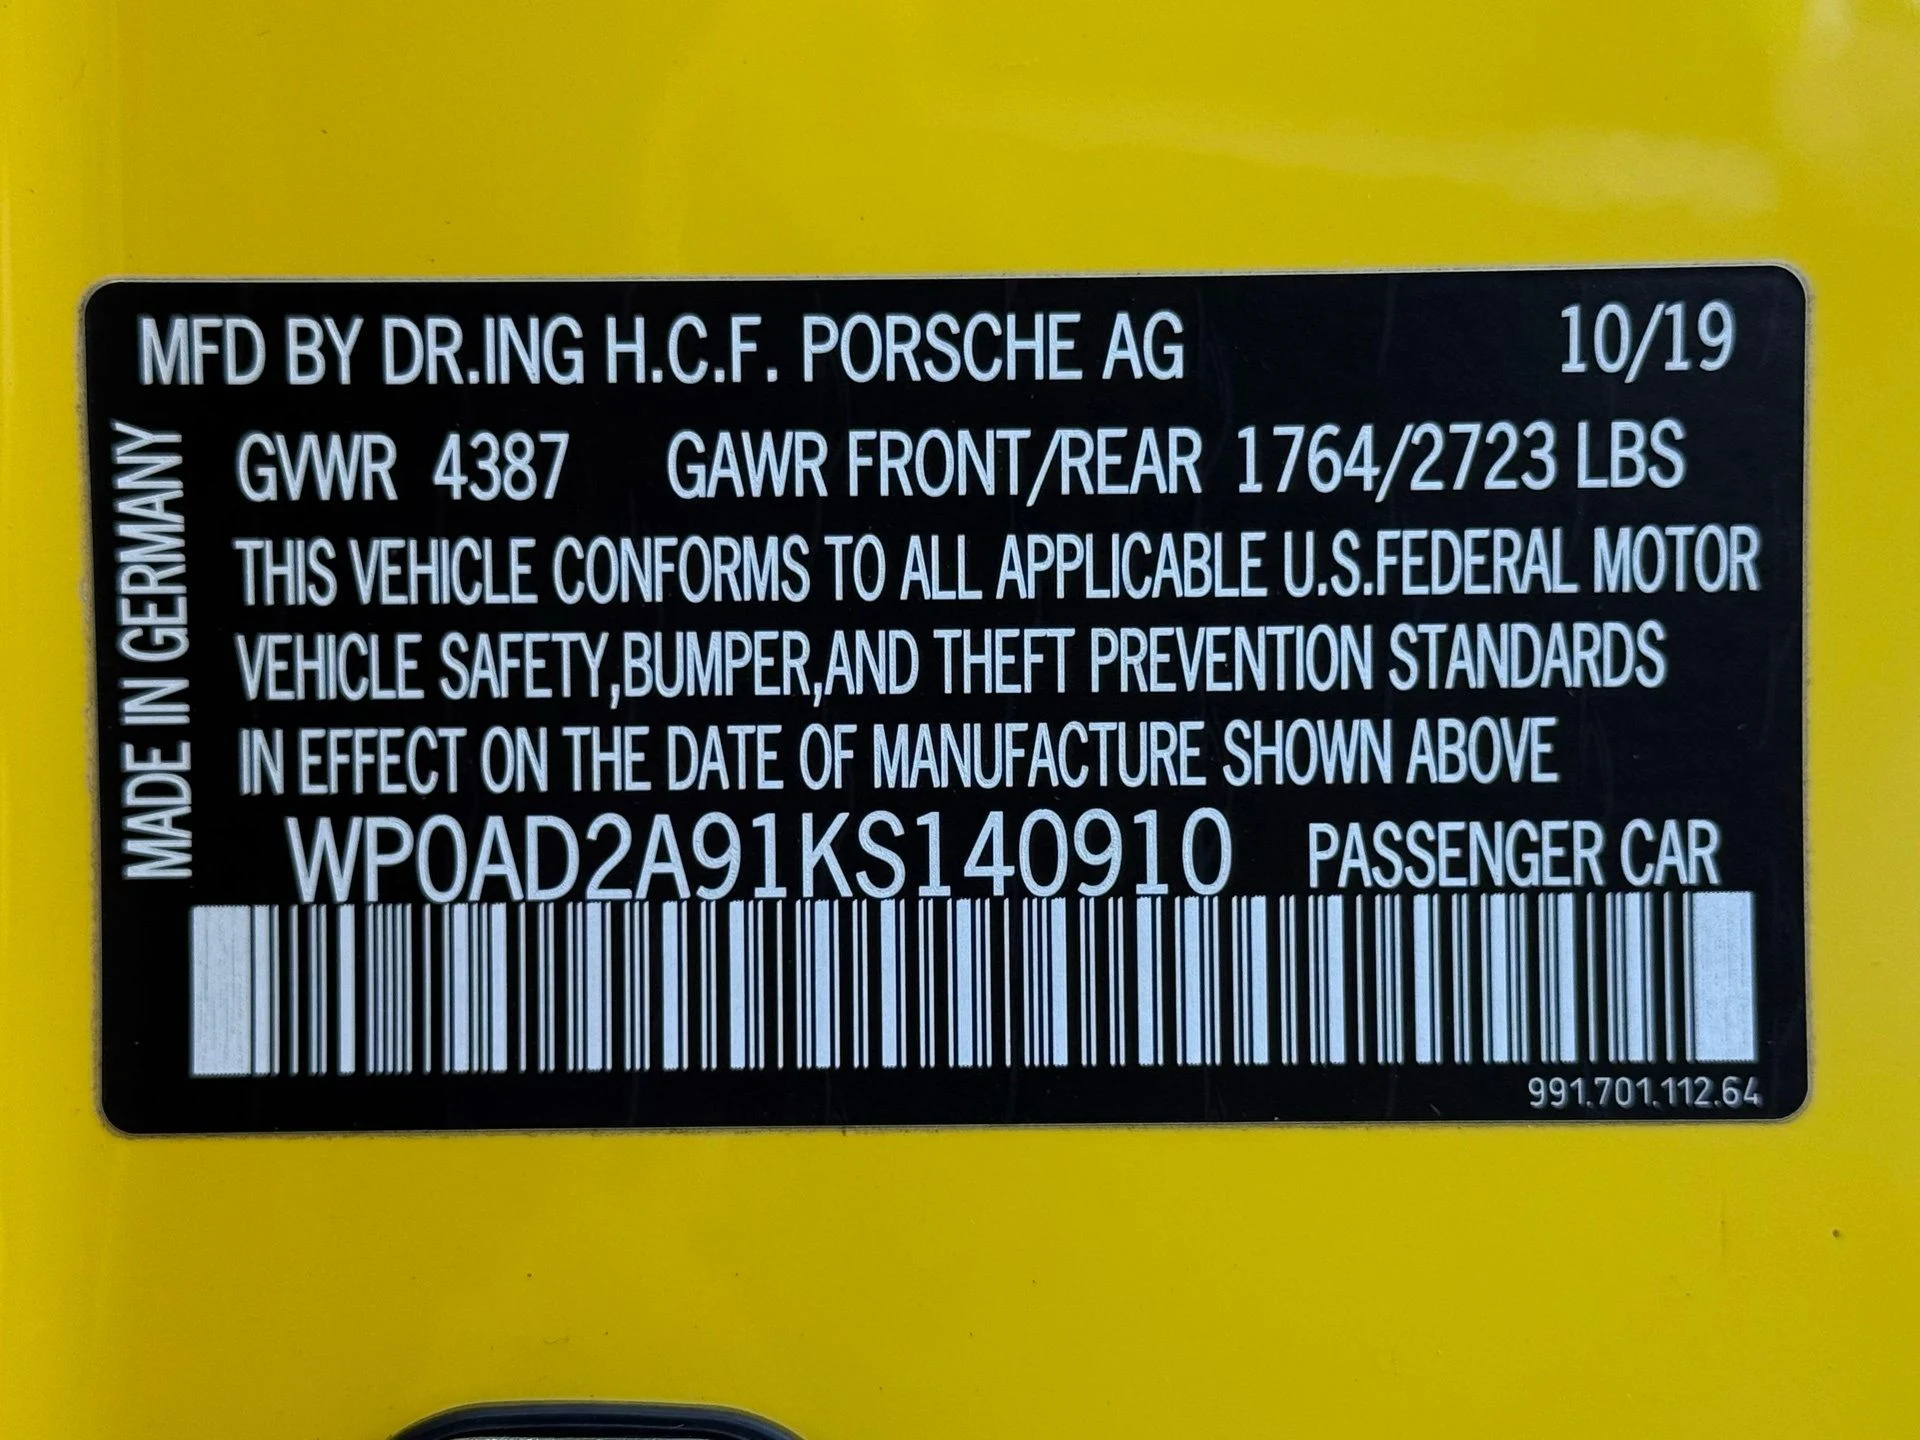 MFD BY DR.ING H.C.F. PORSCHE AG 10/19
GVWR 4387 GAWR FRONT/REAR 1764/2723 LBS
THIS VEHICLE CONFORMS TO ALL APPLICABLE U.S.FEDERAL MOTOR
VEHICLE SAFETY,BUMPER,AND THEFT PREVENTION STANDARDS
IN EFFECT ON THE DATE OF MANUFACTURE SHOWN ABOVE
WP0AD2A91KS140910 PASSENGER CAR
991.701.112.64
MADE IN GERMANY